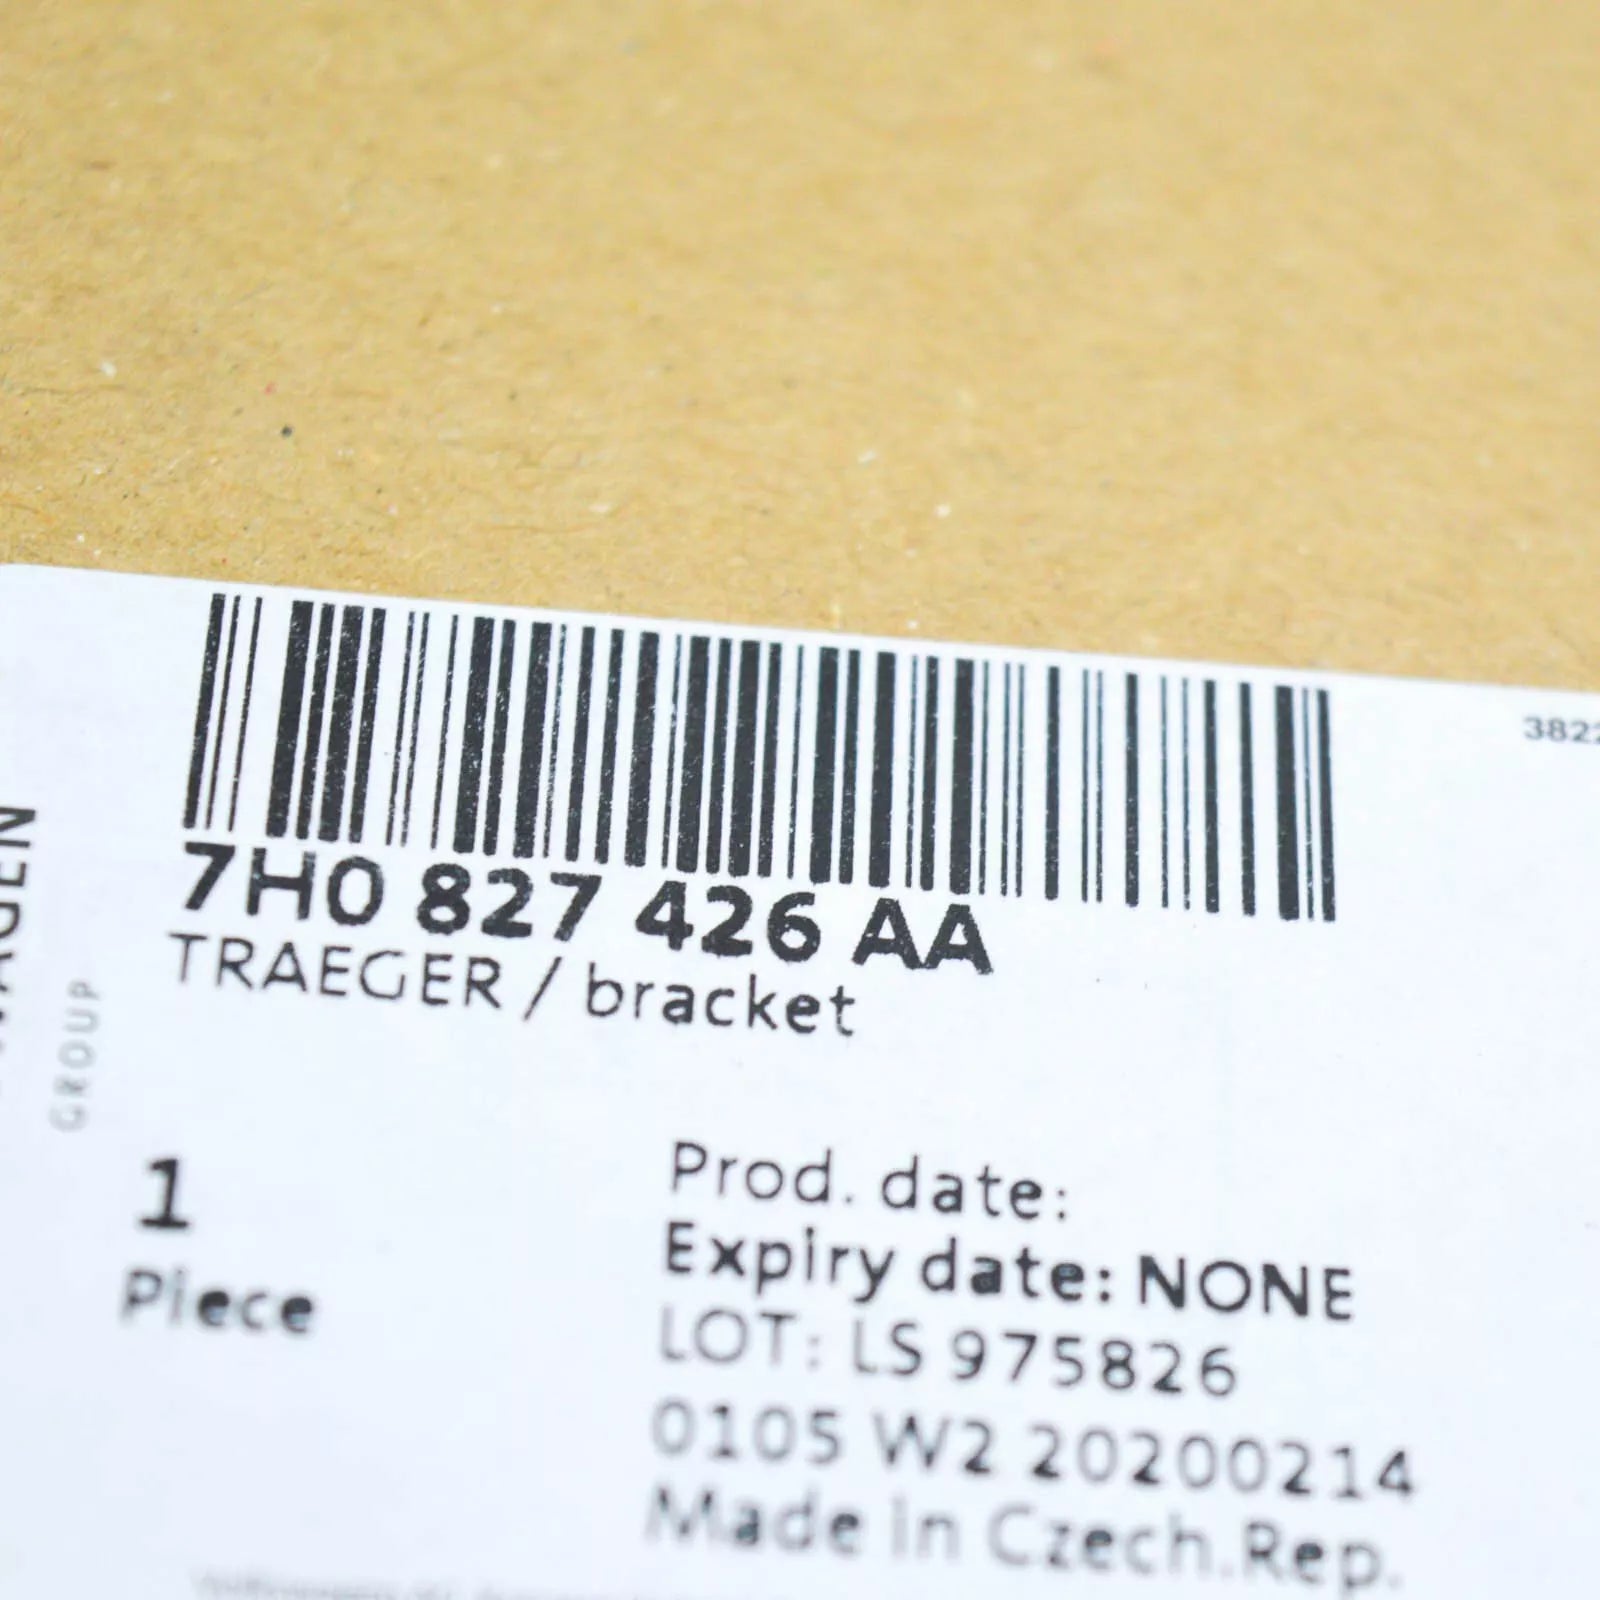 3822
7H0 827 426 AA
TRAEGER / bracket
GROUP
1
Piece
Prod. date:
Expiry date: NONE
LOT: LS 975826
0105 W2 20200214
Made in Czech.Rep.